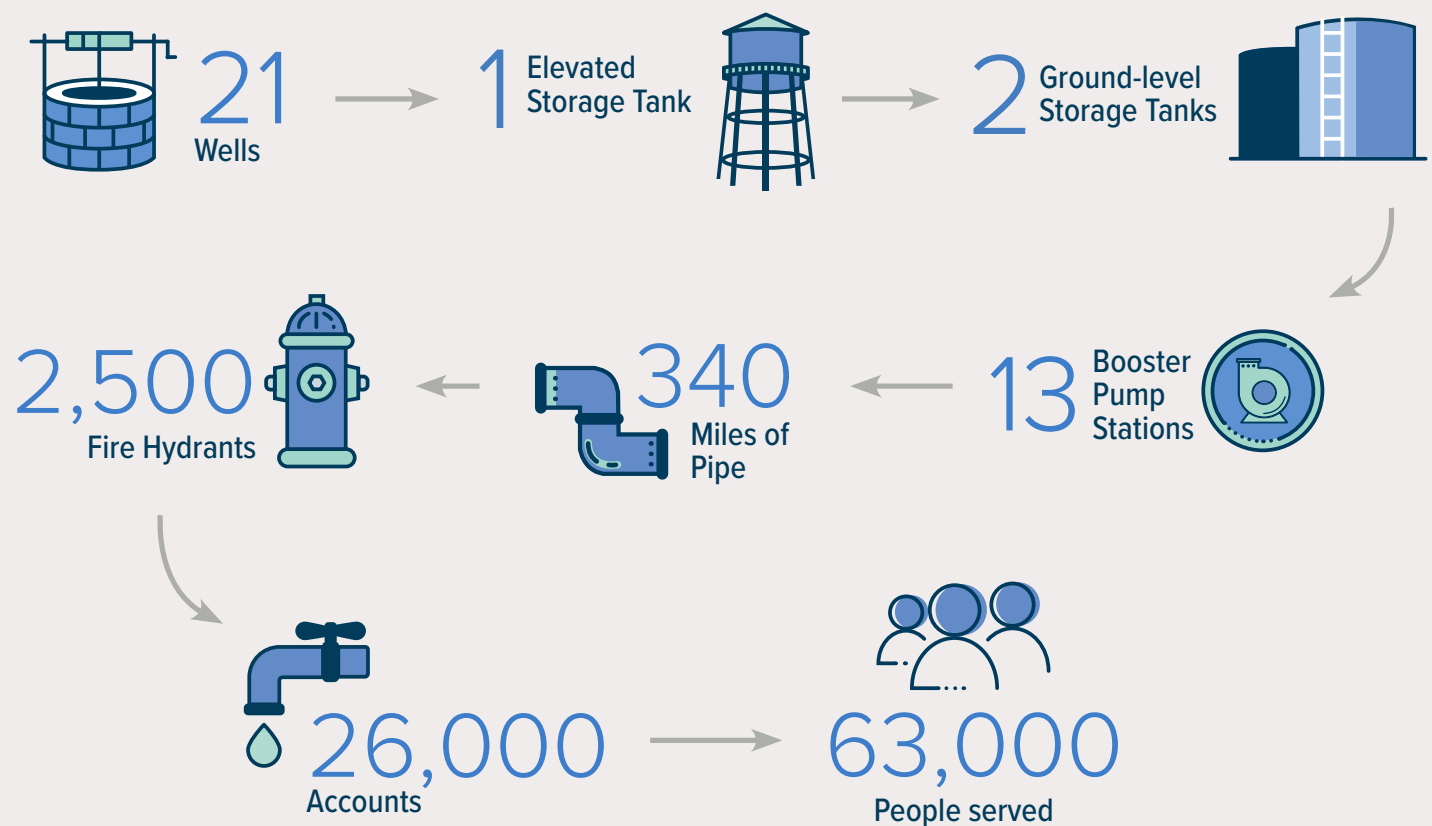 21
Wells
1
Elevated
Storage Tank
2
Ground-level
Storage Tanks
13
Booster
Pump
Stations
340
Miles of
Pipe
2,500
Fire Hydrants
26,000
Accounts
63,000
People served